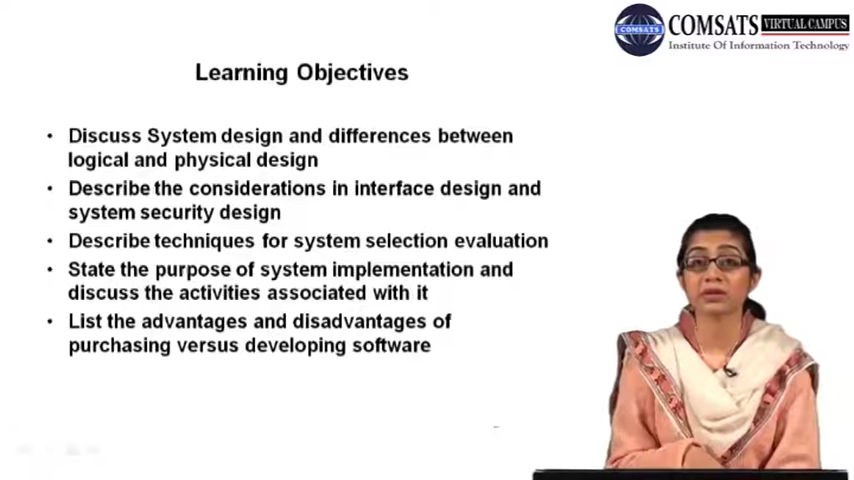 COMSATS VIRTUAL CAMPUS
Institute Of Information Technology
COMSATS
Learning Objectives
• Discuss System design and differences between
logical and physical design
• Describe the considerations in interface design and
system security design
• Describe techniques for system selection evaluation
• State the purpose of system implementation and
discuss the activities associated with it
• List the advantages and disadvantages of
purchasing versus developing software